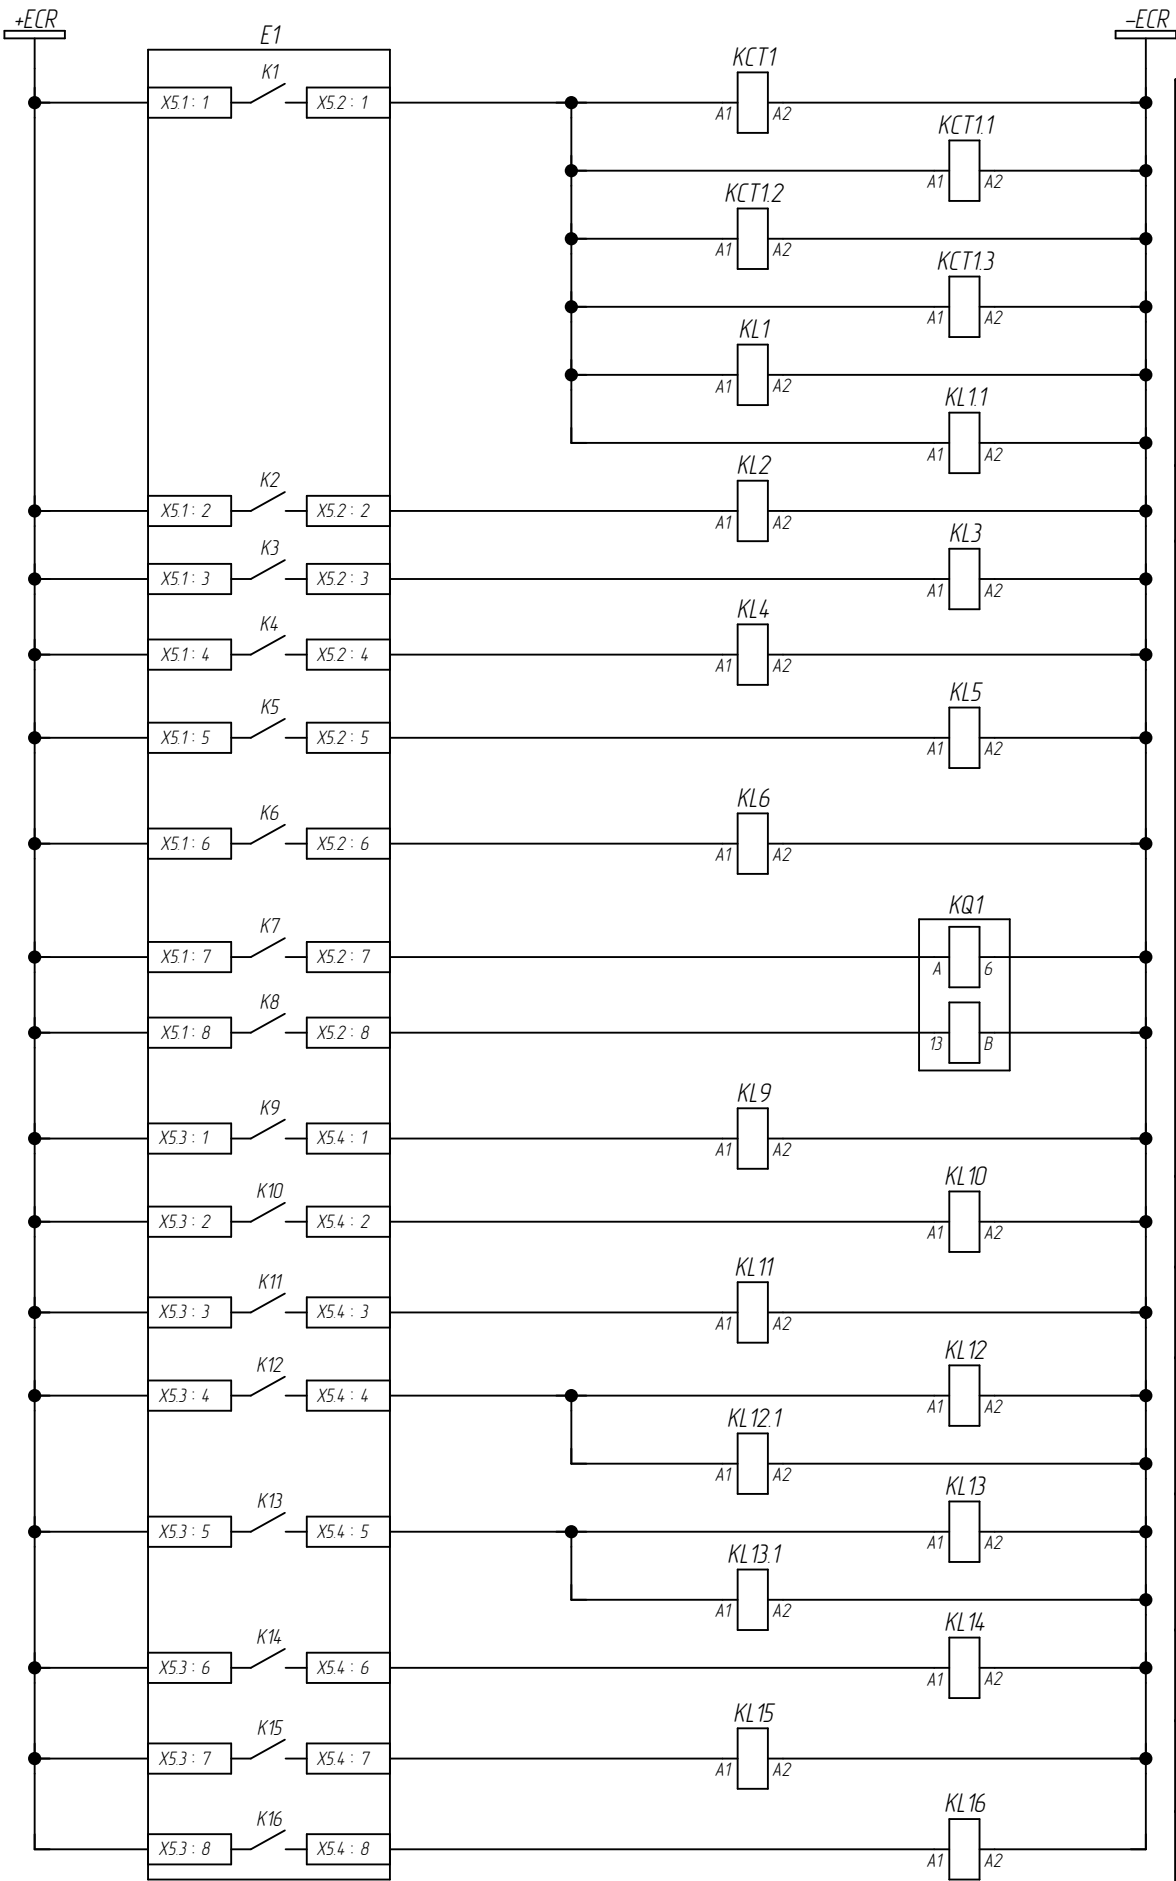 +ECR
-ECR
E1
K1
KCT1
X5.1: 1
X5.2: 1
A1
A2
KCT1.1
A1
A2
KCT1.2
A1
A2
KCT1.3
A1
A2
KL1
A1
A2
KL1.1
A1
A2
K2
KL2
X5.1: 2
X5.2: 2
A1
A2
K3
KL3
X5.1: 3
X5.2: 3
A1
A2
K4
KL4
X5.1: 4
X5.2: 4
A1
A2
K5
KL5
X5.1: 5
X5.2: 5
A1
A2
K6
KL6
X5.1: 6
X5.2: 6
A1
A2
KQ1
K7
X5.1: 7
X5.2: 7
A
6
K8
X5.1: 8
X5.2: 8
13
B
K9
KL9
X5.3: 1
X5.4: 1
A1
A2
K10
KL10
X5.3: 2
X5.4: 2
A1
A2
K11
KL11
X5.3: 3
X5.4: 3
A1
A2
K12
KL12
X5.3: 4
X5.4: 4
A1
A2
KL12.1
A1
A2
K13
KL13
X5.3: 5
X5.4: 5
A1
A2
KL13.1
A1
A2
K14
KL14
X5.3: 6
X5.4: 6
A1
A2
K15
KL15
X5.3: 7
X5.4: 7
A1
A2
K16
KL16
X5.3: 8
X5.4: 8
A1
A2